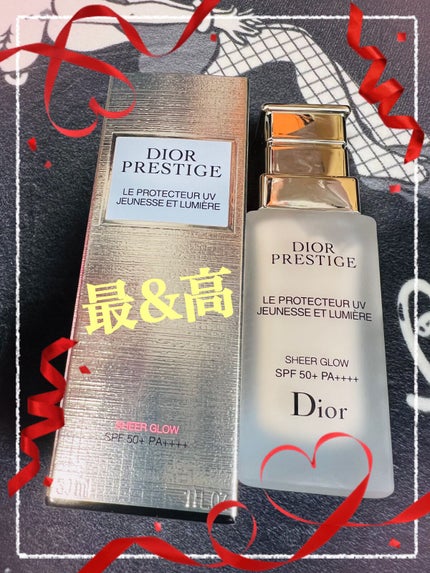 DIOR
PRESTIGE
LE PROTECTEUR UV
JEUNESSE ET LUMIÈRE
最&高
SHEER GLOW
SPF 50+ PA++++
DIOR
PRESTIGE
LE PROTECTEUR UV
JEUNESSE ET LUMIÈRE
SHEER GLOW
SPF 50+ PA++++
Dior